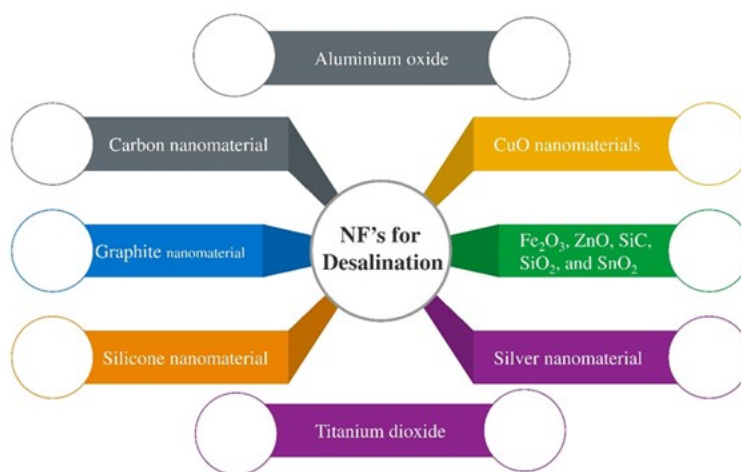 Aluminium oxide
Carbon nanomaterial
CuO nanomaterials
NF's for
Desalination
Graphite nanomaterial
Fe₂O₃, ZnO, SiC,
SiO₂, and SnO₂
Silicone nanomaterial
Silver nanomaterial
Titanium dioxide